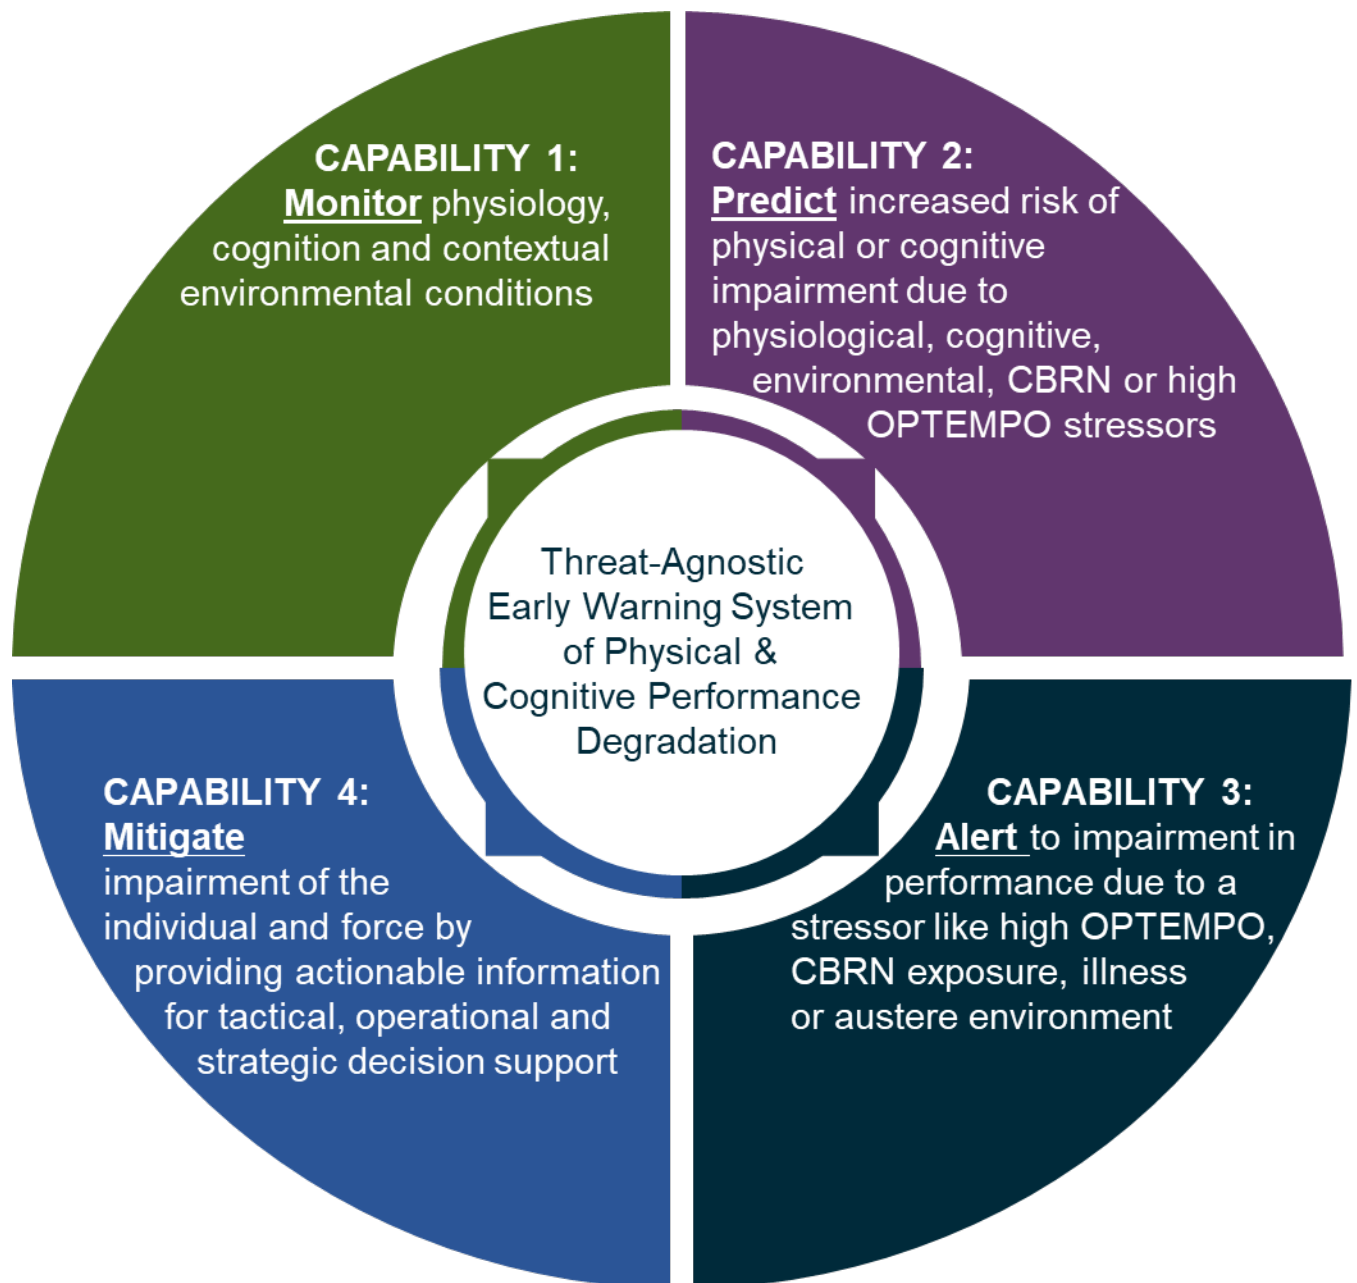 CAPABILITY 1:
Monitor physiology,
cognition and contextual
environmental conditions
CAPABILITY 2:
Predict increased risk of
physical or cognitive
impairment due to
physiological, cognitive,
environmental, CBRN or high
OPTEMPO stressors
Threat-Agnostic
Early Warning System
of Physical &
Cognitive Performance
Degradation
CAPABILITY 3:
Alert to impairment in
performance due to a
stressor like high OPTEMPO,
CBRN exposure, illness
or austere environment
CAPABILITY 4:
Mitigate
impairment of the
individual and force by
providing actionable information
for tactical, operational and
strategic decision support